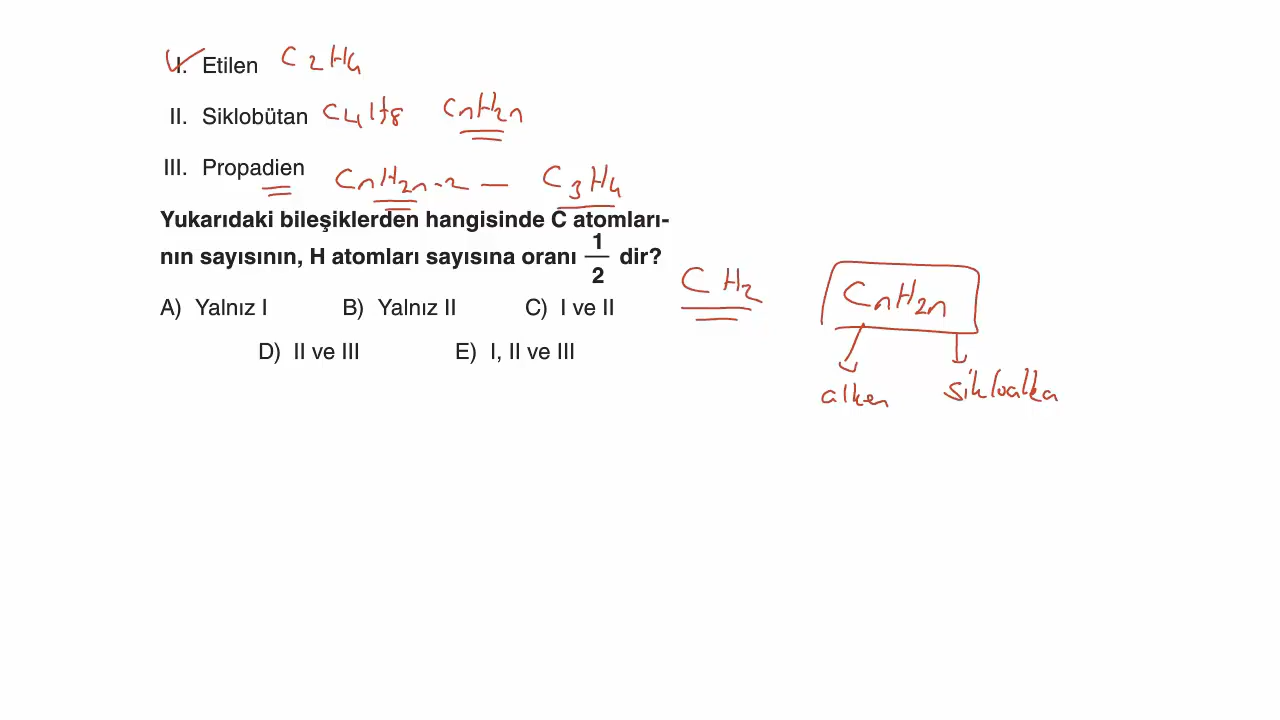 I. Etilen C2H4
II. Siklobütan C4H8 CnH2n
III. Propadien CnH2n-2 — C3H4
Yukarıdaki bileşiklerden hangisinde C atomları-
nın sayısının, H atomları sayısına oranı 1/2 dir?
CH2 CnH2n
A) Yalnız I B) Yalnız II C) I ve II
D) II ve III E) I, II ve III
alken sikloalka